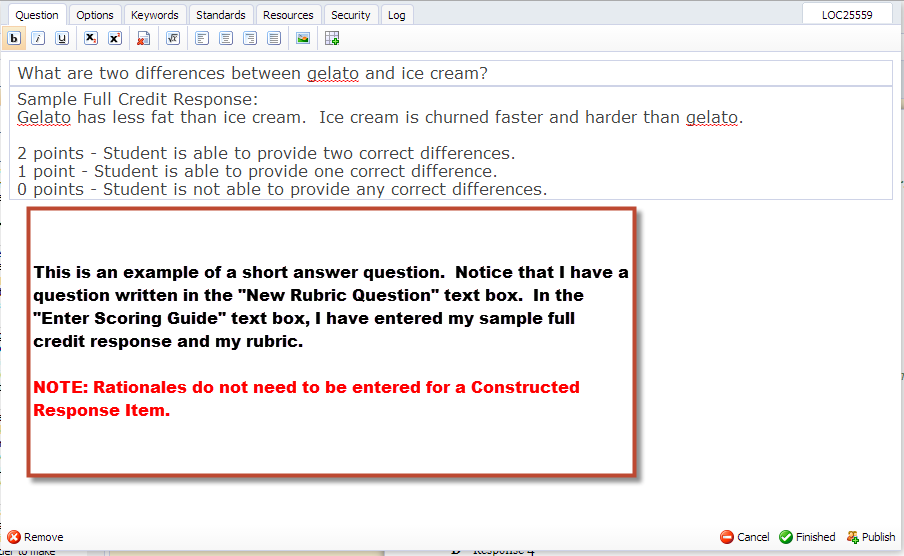 Question Options Keywords Standards Resources Security Log LOC25559
b i U X, X² √x
What are two differences between gelato and ice cream?
Sample Full Credit Response:
Gelato has less fat than ice cream.  Ice cream is churned faster and harder than gelato.
2 points - Student is able to provide two correct differences.
1 point - Student is able to provide one correct difference.
0 points - Student is not able to provide any correct differences.
This is an example of a short answer question.  Notice that I have a
question written in the "New Rubric Question" text box.  In the
"Enter Scoring Guide" text box, I have entered my sample full
credit response and my rubric.
NOTE: Rationales do not need to be entered for a Constructed
Response Item.
Remove Cancel Finished Publish
to make Response 4